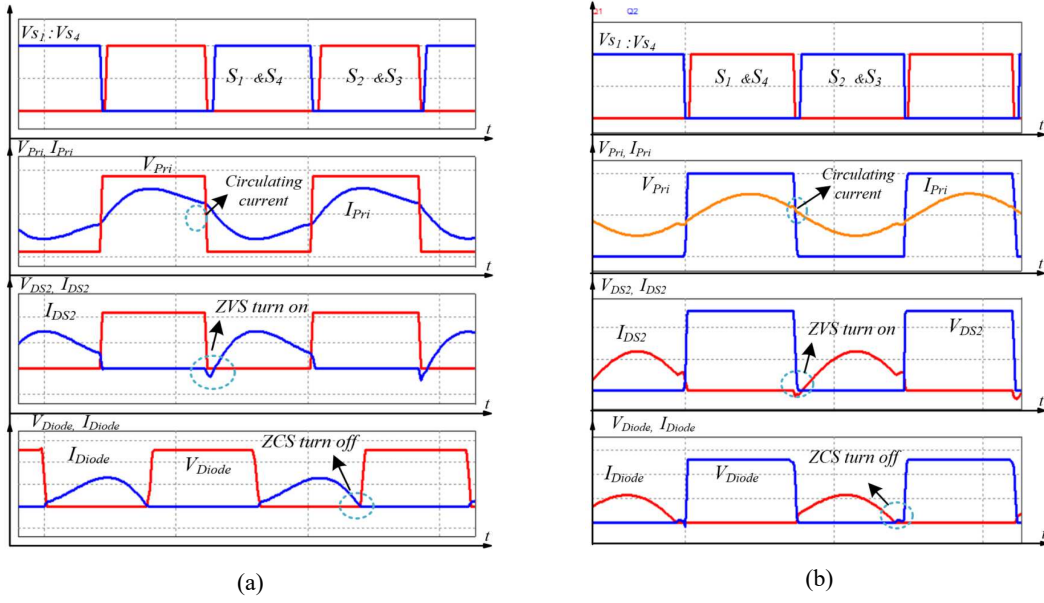 Vs1 : Vs4
S1 &S4
S2 &S3
t
VPri, IPri
VPri
Circulating
current
IPri
t
VDS2, IDS2
IDS2
ZVS turn on
t
VDiode, IDiode
IDiode
VDiode
ZCS turn off
t
(a)
Q1 Q2
Vs1 : Vs4
S1 &S4
S2 &S3
t
VPri, IPri
VPri
Circulating
current
IPri
t
VDS2, IDS2
IDS2
ZVS turn on
VDS2
t
VDiode, IDiode
IDiode
VDiode
ZCS turn off
t
(b)